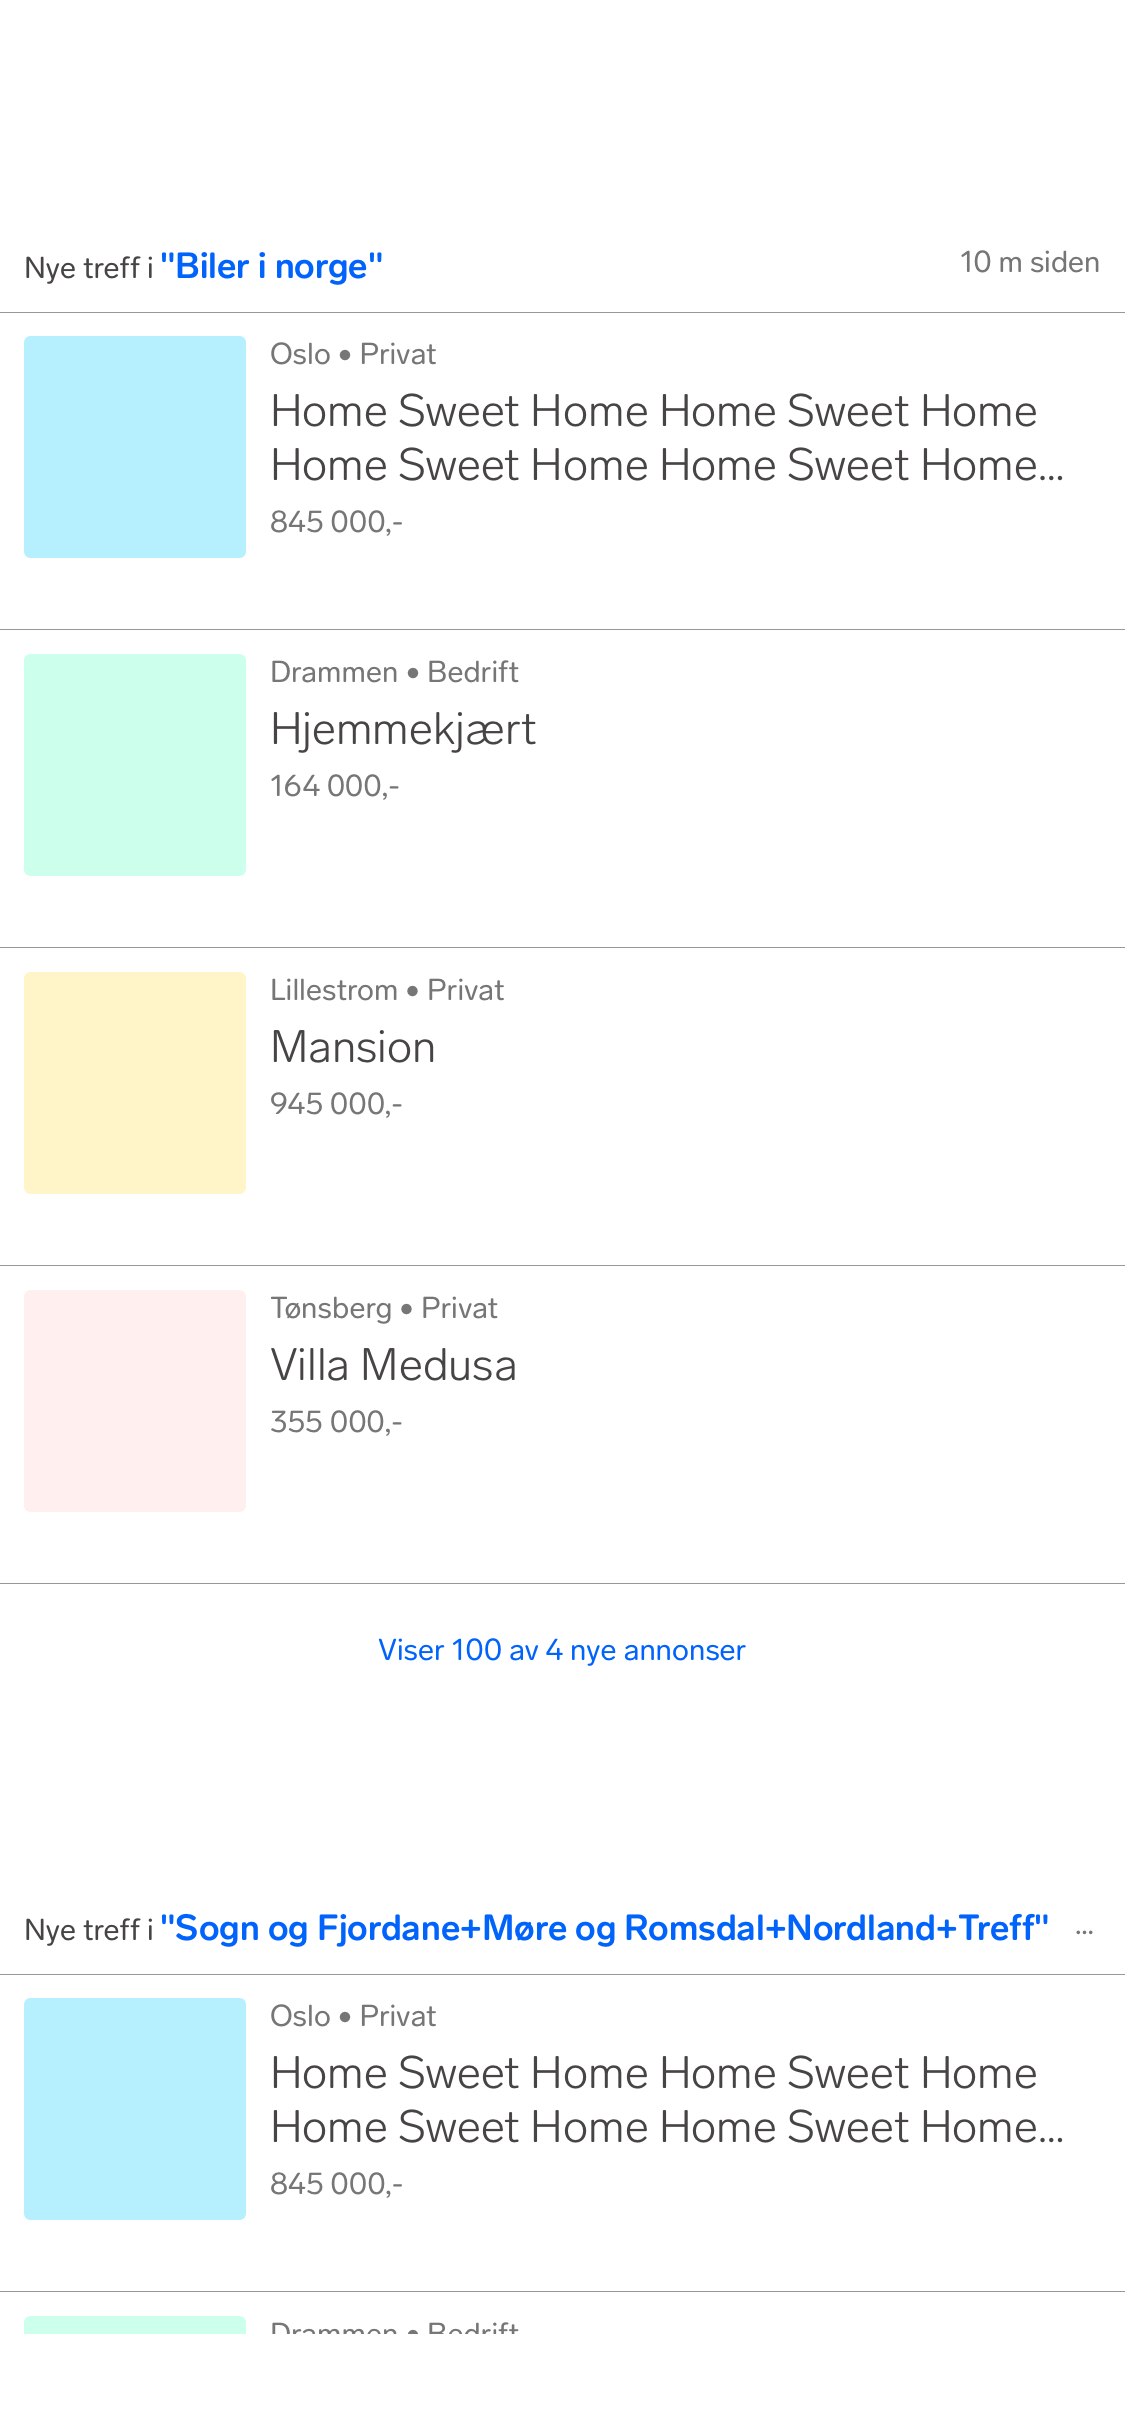 Nye treff i "Biler i norge" 10 m siden
Oslo • Privat
Home Sweet Home Home Sweet Home
Home Sweet Home Home Sweet Home...
845 000,-
Drammen • Bedrift
Hjemmekjært
164 000,-
Lillestrom • Privat
Mansion
945 000,-
Tønsberg • Privat
Villa Medusa
355 000,-
Viser 100 av 4 nye annonser
Nye treff i "Sogn og Fjordane+Møre og Romsdal+Nordland+Treff" ...
Oslo • Privat
Home Sweet Home Home Sweet Home
Home Sweet Home Home Sweet Home...
845 000,-
Drammen • Bedrift